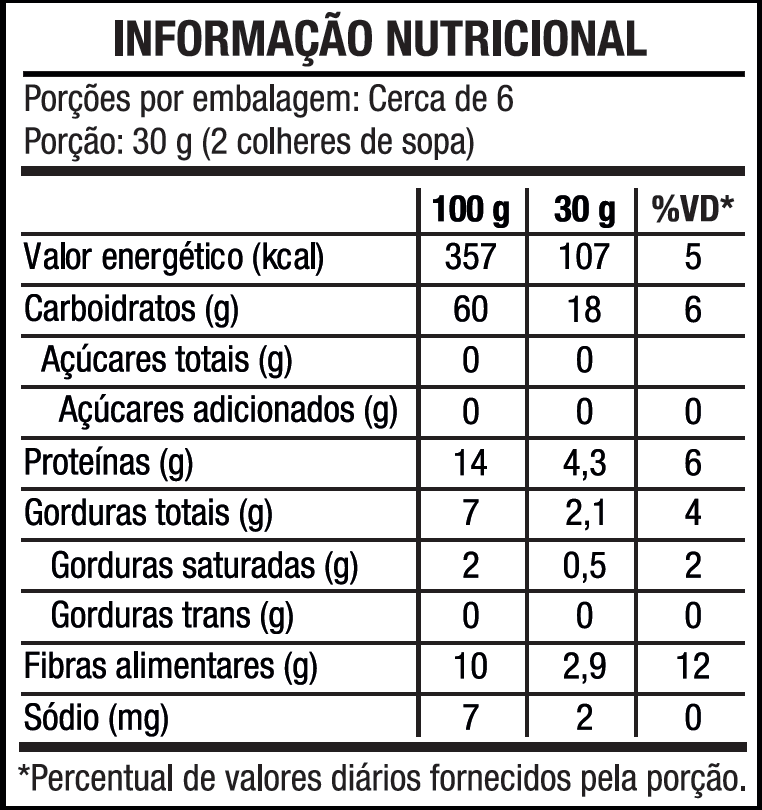 INFORMAÇÃO NUTRICIONAL
Porções por embalagem: Cerca de 6
Porção: 30 g (2 colheres de sopa)
100 g 30 g %VD*
Valor energético (kcal) 357 107 5
Carboidratos (g) 60 18 6
Açúcares totais (g) 0 0
Açúcares adicionados (g) 0 0 0
Proteínas (g) 14 4,3 6
Gorduras totais (g) 7 2,1 4
Gorduras saturadas (g) 2 0,5 2
Gorduras trans (g) 0 0 0
Fibras alimentares (g) 10 2,9 12
Sódio (mg) 7 2 0
*Percentual de valores diários fornecidos pela porção.